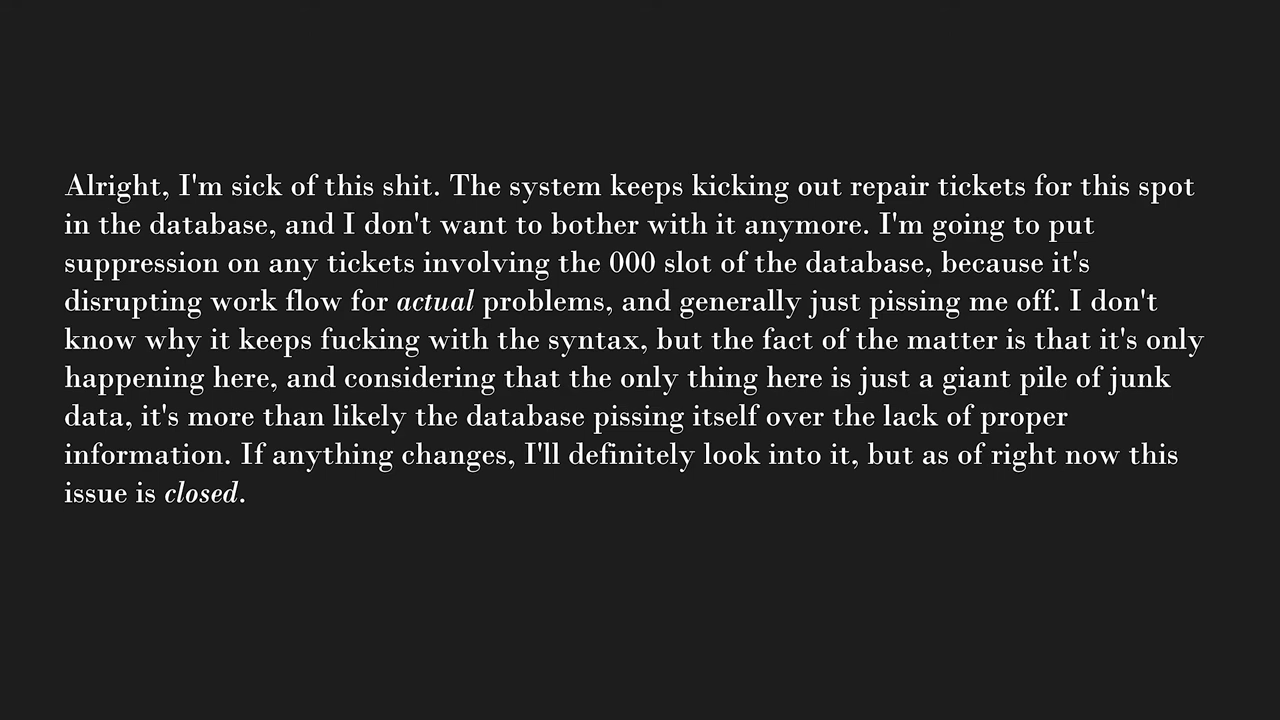 Alright, I'm sick of this shit. The system keeps kicking out repair tickets for this spot
in the database, and I don't want to bother with it anymore. I'm going to put
suppression on any tickets involving the 000 slot of the database, because it's
disrupting work flow for actual problems, and generally just pissing me off. I don't
know why it keeps fucking with the syntax, but the fact of the matter is that it's only
happening here, and considering that the only thing here is just a giant pile of junk
data, it's more than likely the database pissing itself over the lack of proper
information. If anything changes, I'll definitely look into it, but as of right now this
issue is closed.